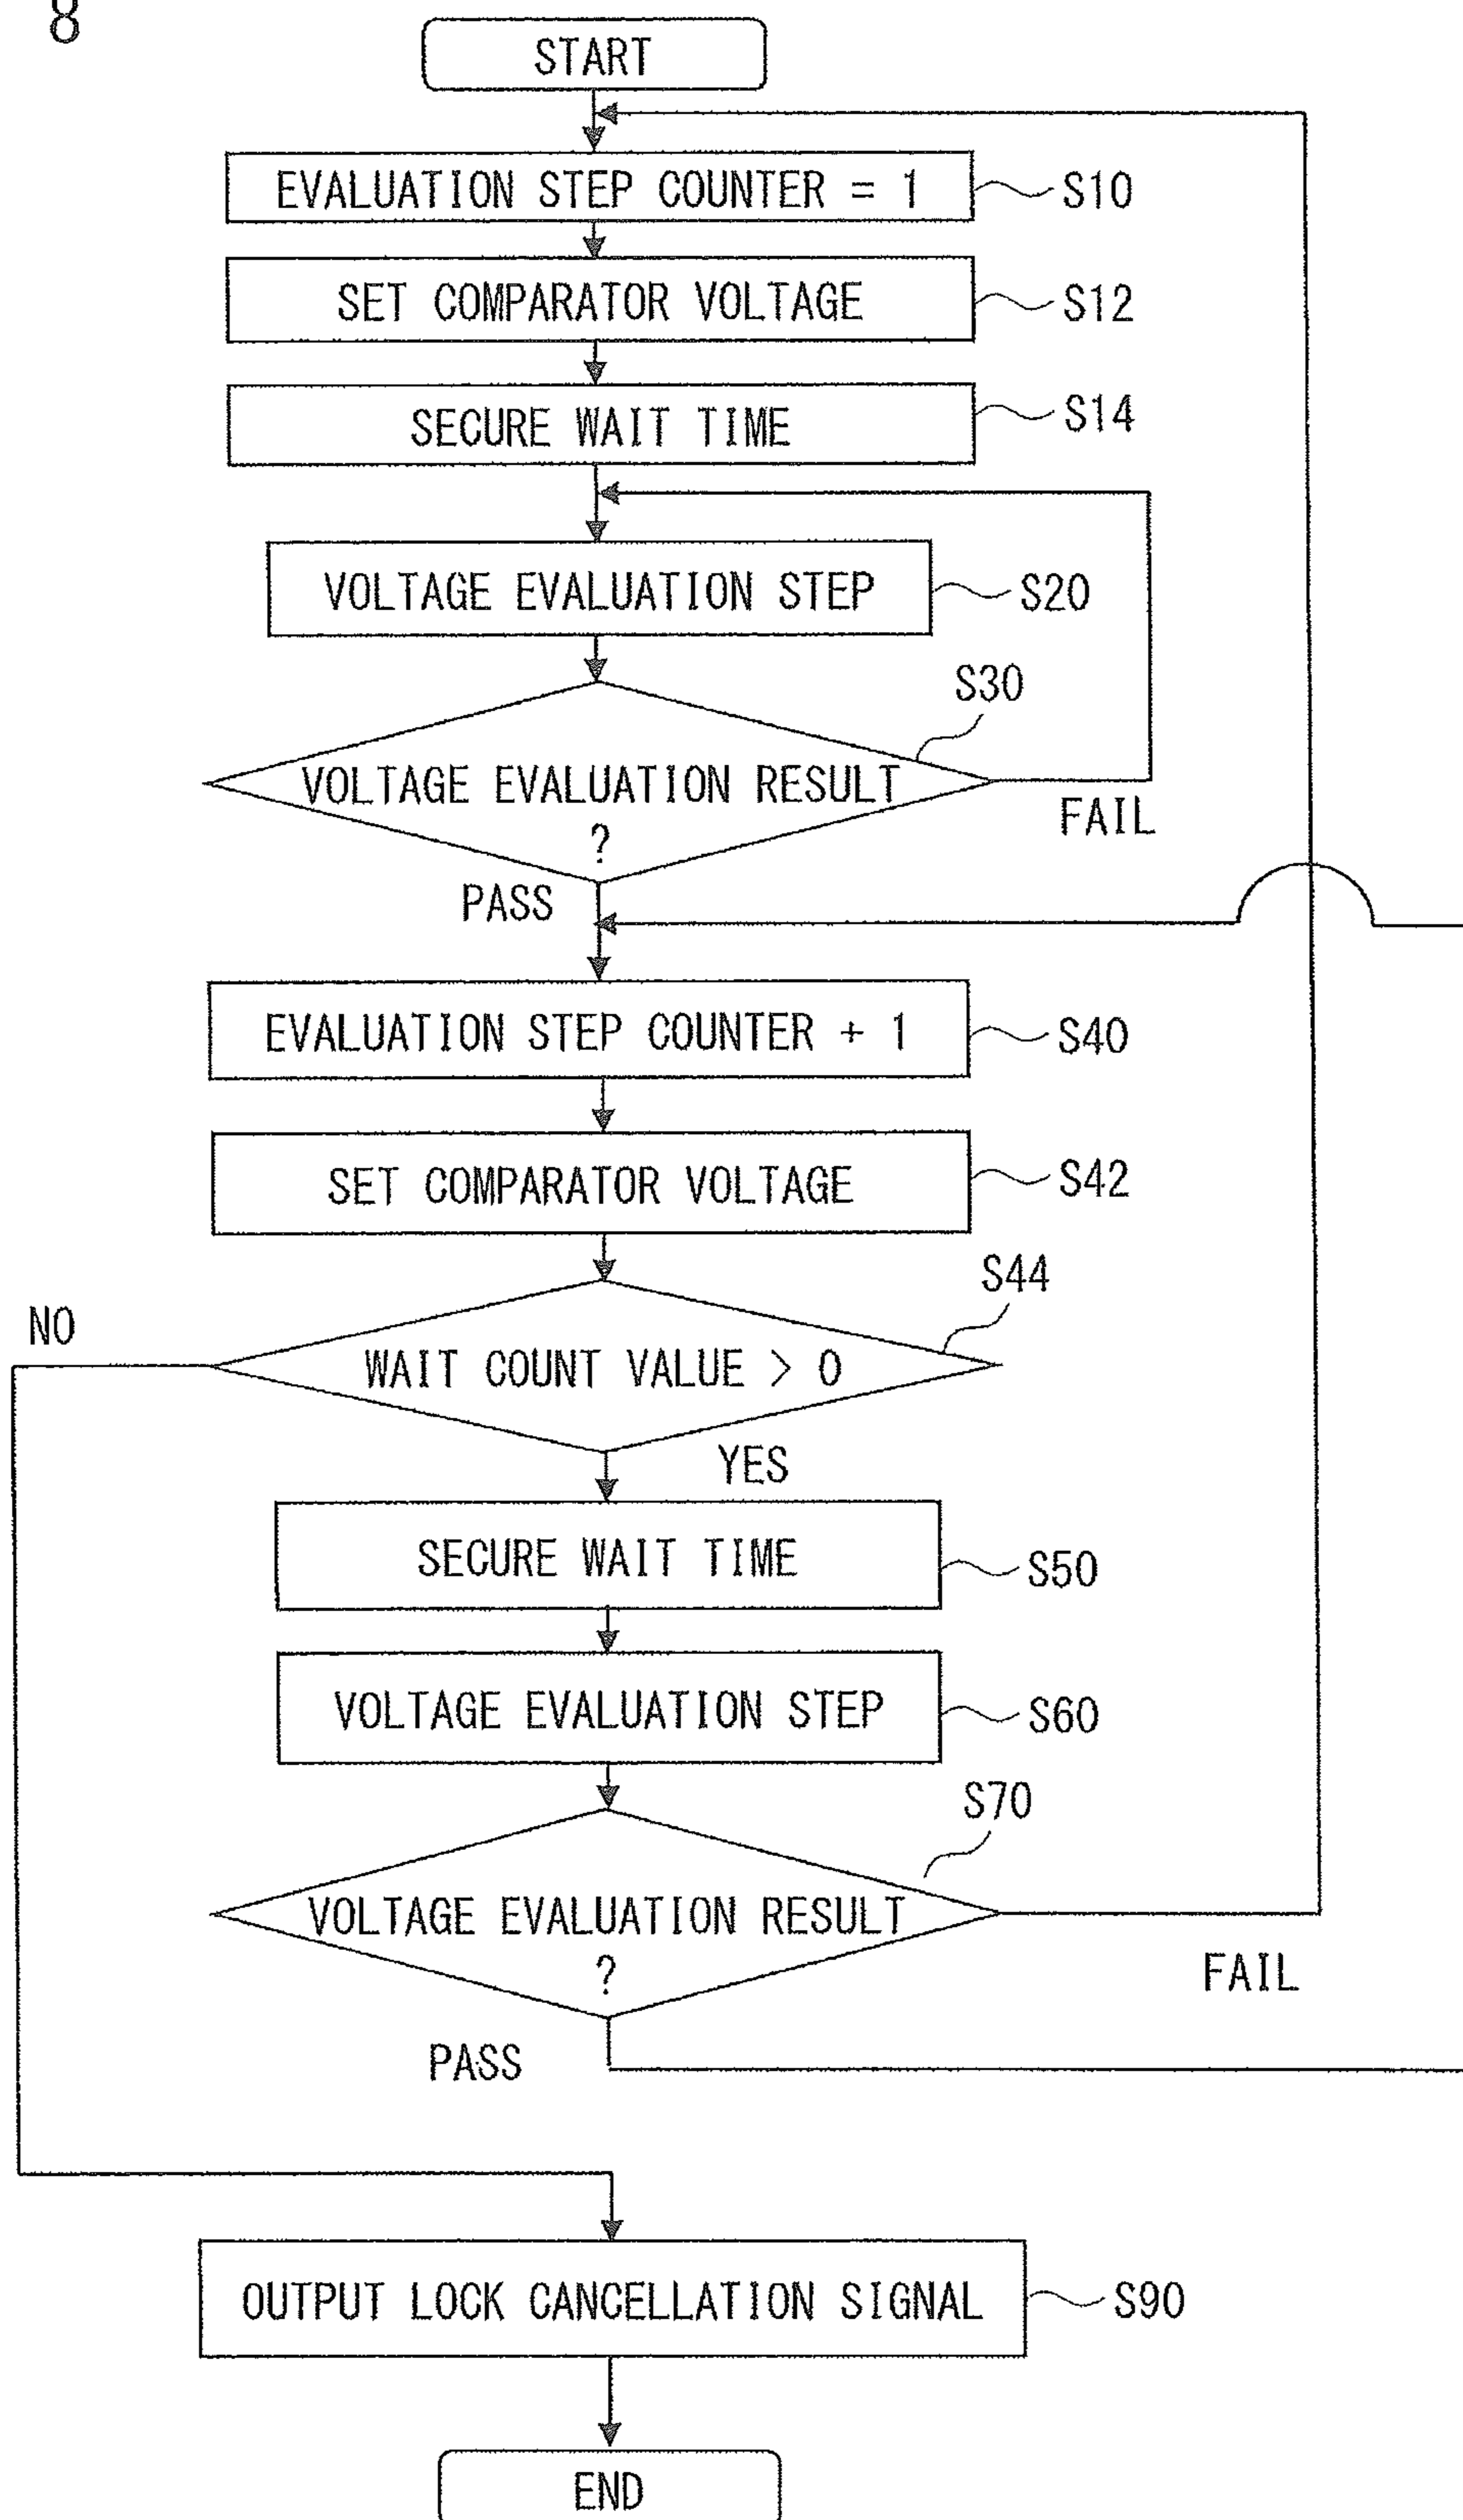 8
START
EVALUATION STEP COUNTER = 1
S10
SET COMPARATOR VOLTAGE
S12
SECURE WAIT TIME
S14
VOLTAGE EVALUATION STEP
S20
S30
VOLTAGE EVALUATION RESULT
?
FAIL
PASS
EVALUATION STEP COUNTER + 1
S40
SET COMPARATOR VOLTAGE
S42
S44
NO
WAIT COUNT VALUE > 0
YES
SECURE WAIT TIME
S50
VOLTAGE EVALUATION STEP
S60
S70
VOLTAGE EVALUATION RESULT
?
FAIL
PASS
OUTPUT LOCK CANCELLATION SIGNAL
S90
END